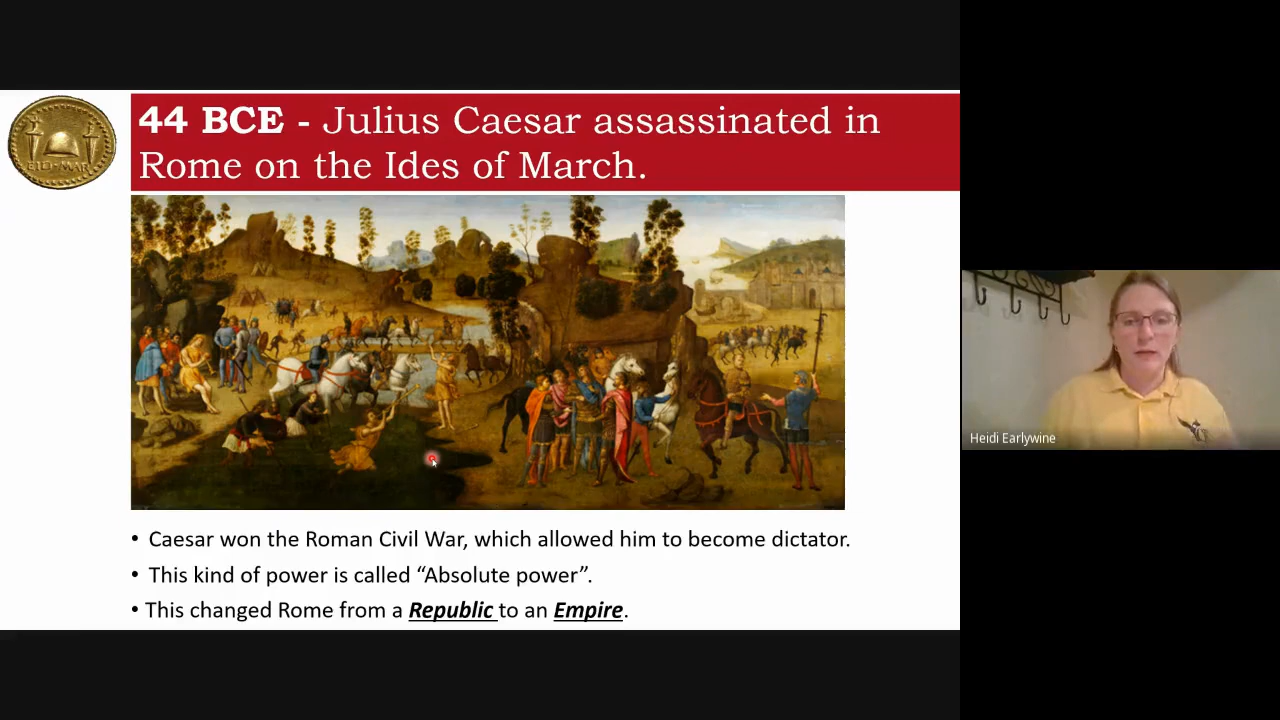 44 BCE - Julius Caesar assassinated in
Rome on the Ides of March.
EID·MAR
• Caesar won the Roman Civil War, which allowed him to become dictator.
• This kind of power is called “Absolute power”.
• This changed Rome from a Republic to an Empire.
Heidi Earlywine